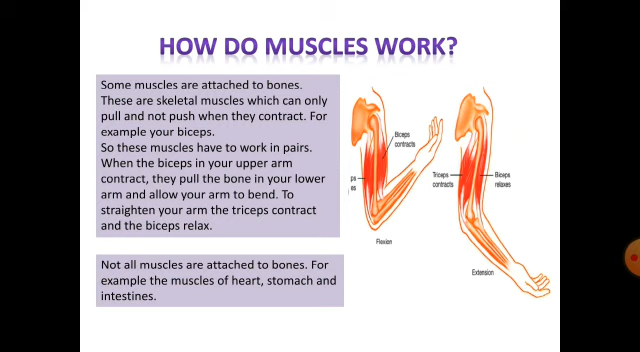 HOW DO MUSCLES WORK?
Some muscles are attached to bones.
These are skeletal muscles which can only
pull and not push when they contract. For
example your biceps.
So these muscles have to work in pairs.
When the biceps in your upper arm
contract, they pull the bone in your lower
arm and allow your arm to bend. To
straighten your arm the triceps contract
and the biceps relax.
Not all muscles are attached to bones. For
example the muscles of heart, stomach and
intestines.
Biceps
contracts
ps
es
Flexion
Triceps
contracts
Biceps
relaxes
Extension